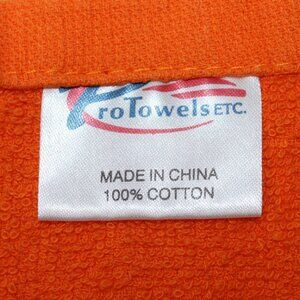 ProTowels ETC.
MADE IN CHINA
100% COTTON